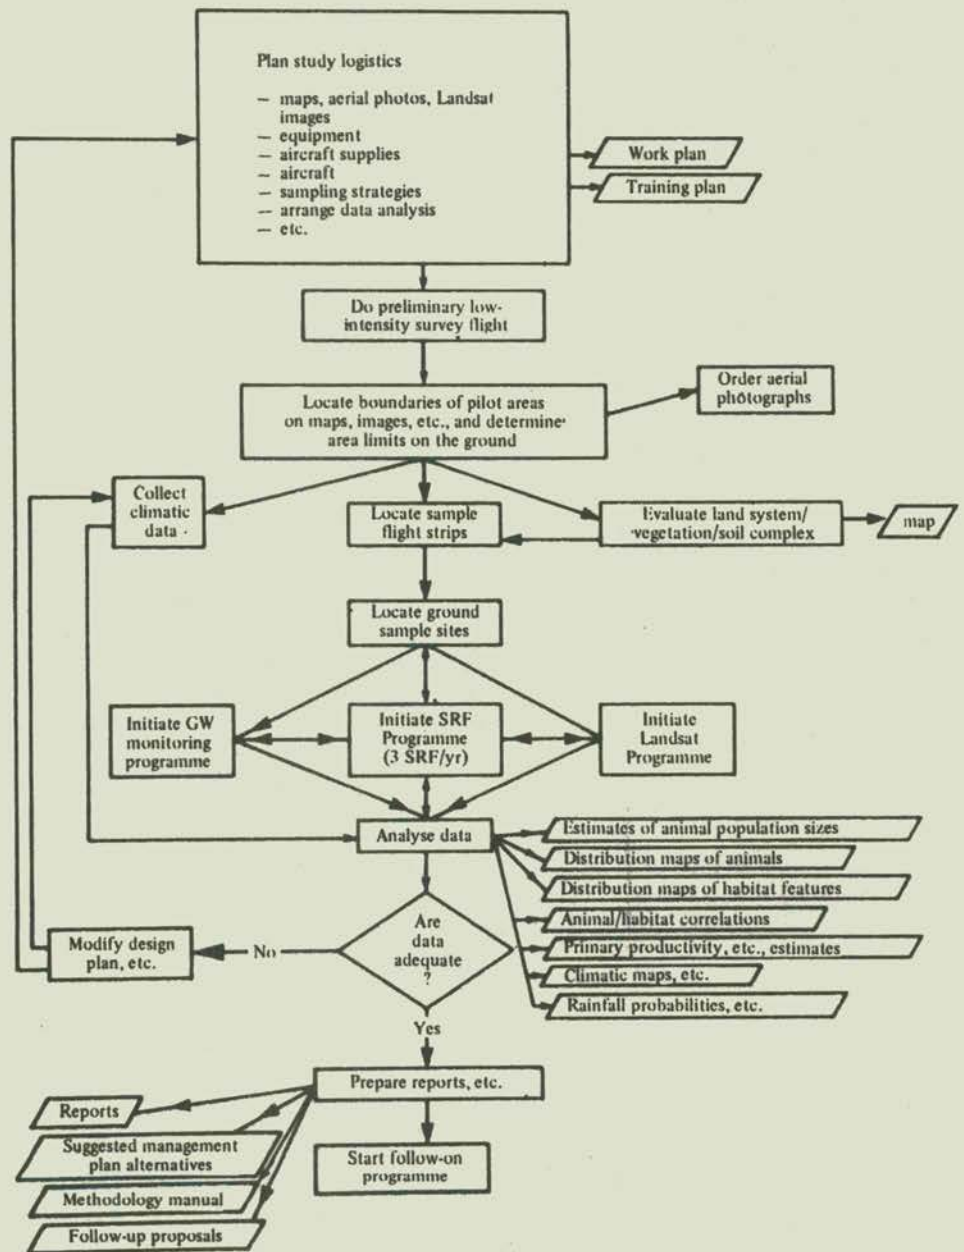 Plan study logistics
— maps, aerial photos, Landsat
images
— equipment
— aircraft supplies
— aircraft
— sampling strategies
— arrange data analysis
— etc.
Work plan
Training plan
Do preliminary low-
intensity survey flight
Locate boundaries of pilot areas
on maps, images, etc., and determine
area limits on the ground
Order aerial
photographs
Collect
climatic
data
Locate sample
flight strips
Evaluate land system/
vegetation/soil complex
map
Locate ground
sample sites
Initiate GW
monitoring
programme
Initiate SRF
Programme
(3 SRF/yr)
Initiate
Landsat
Programme
Analyse data
Estimates of animal population sizes
Distribution maps of animals
Distribution maps of habitat features
Animal/habitat correlations
Primary productivity, etc., estimates
Climatic maps, etc.
Rainfall probabilities, etc.
Are
data
adequate
?
No
Modify design
plan, etc.
Yes
Prepare reports, etc.
Reports
Suggested management
plan alternatives
Methodology manual
Follow-up proposals
Start follow-on
programme